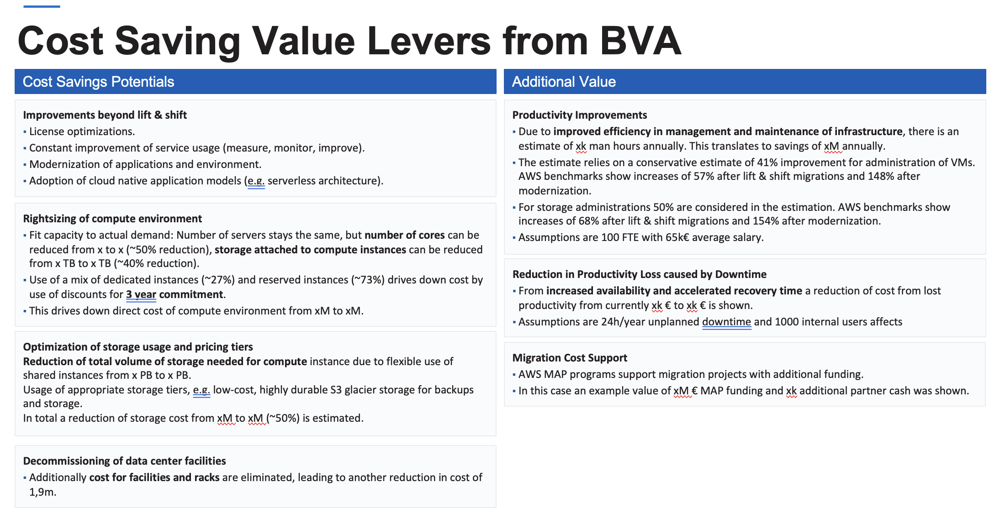 Cost Saving Value Levers from BVA
Cost Savings Potentials
Improvements beyond lift & shift
▪ License optimizations.
▪ Constant improvement of service usage (measure, monitor, improve).
▪ Modernization of applications and environment.
▪ Adoption of cloud native application models (e.g. serverless architecture).
Rightsizing of compute environment
▪ Fit capacity to actual demand: Number of servers stays the same, but number of cores can be
reduced from x to x (~50% reduction), storage attached to compute instances can be reduced
from x TB to x TB (~40% reduction).
▪ Use of a mix of dedicated instances (~27%) and reserved instances (~73%) drives down cost by
use of discounts for 3 year commitment.
▪ This drives down direct cost of compute environment from xM to xM.
Optimization of storage usage and pricing tiers
Reduction of total volume of storage needed for compute instance due to flexible use of
shared instances from x PB to x PB.
Usage of appropriate storage tiers, e.g. low-cost, highly durable S3 glacier storage for backups
and storage.
In total a reduction of storage cost from xM to xM (~50%) is estimated.
Decommissioning of data center facilities
▪ Additionally cost for facilities and racks are eliminated, leading to another reduction in cost of
1,9m.
Additional Value
Productivity Improvements
▪ Due to improved efficiency in management and maintenance of infrastructure, there is an
estimate of xk man hours annually. This translates to savings of xM annually.
▪ The estimate relies on a conservative estimate of 41% improvement for administration of VMs.
AWS benchmarks show increases of 57% after lift & shift migrations and 148% after
modernization.
▪ For storage administrations 50% are considered in the estimation. AWS benchmarks show
increases of 68% after lift & shift migrations and 154% after modernization.
▪ Assumptions are 100 FTE with 65k€ average salary.
Reduction in Productivity Loss caused by Downtime
▪ From increased availability and accelerated recovery time a reduction of cost from lost
productivity from currently xk € to xk € is shown.
▪ Assumptions are 24h/year unplanned downtime and 1000 internal users affects
Migration Cost Support
▪ AWS MAP programs support migration projects with additional funding.
▪ In this case an example value of xM € MAP funding and xk additional partner cash was shown.